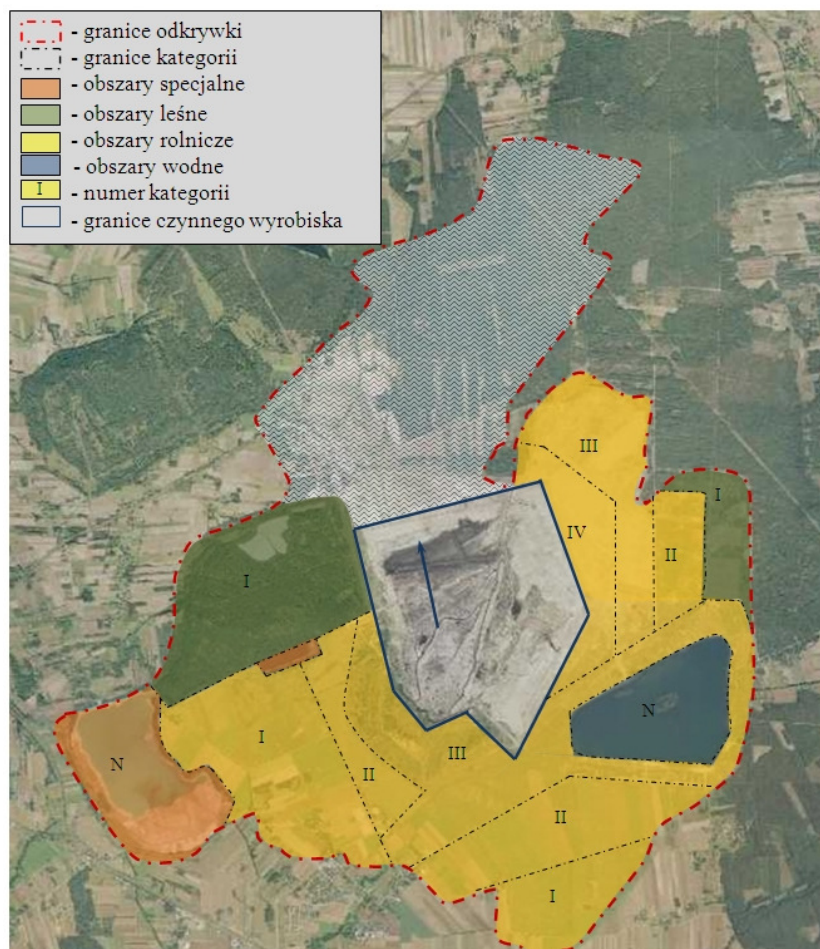 - granice odkrywki
- granice kategorii
- obszary specjalne
- obszary leśne
- obszary rolnicze
- obszary wodne
I - numer kategorii
- granice czynnego wyrobiska
III
I
IV
II
I
N
I
III
N
II
II
I